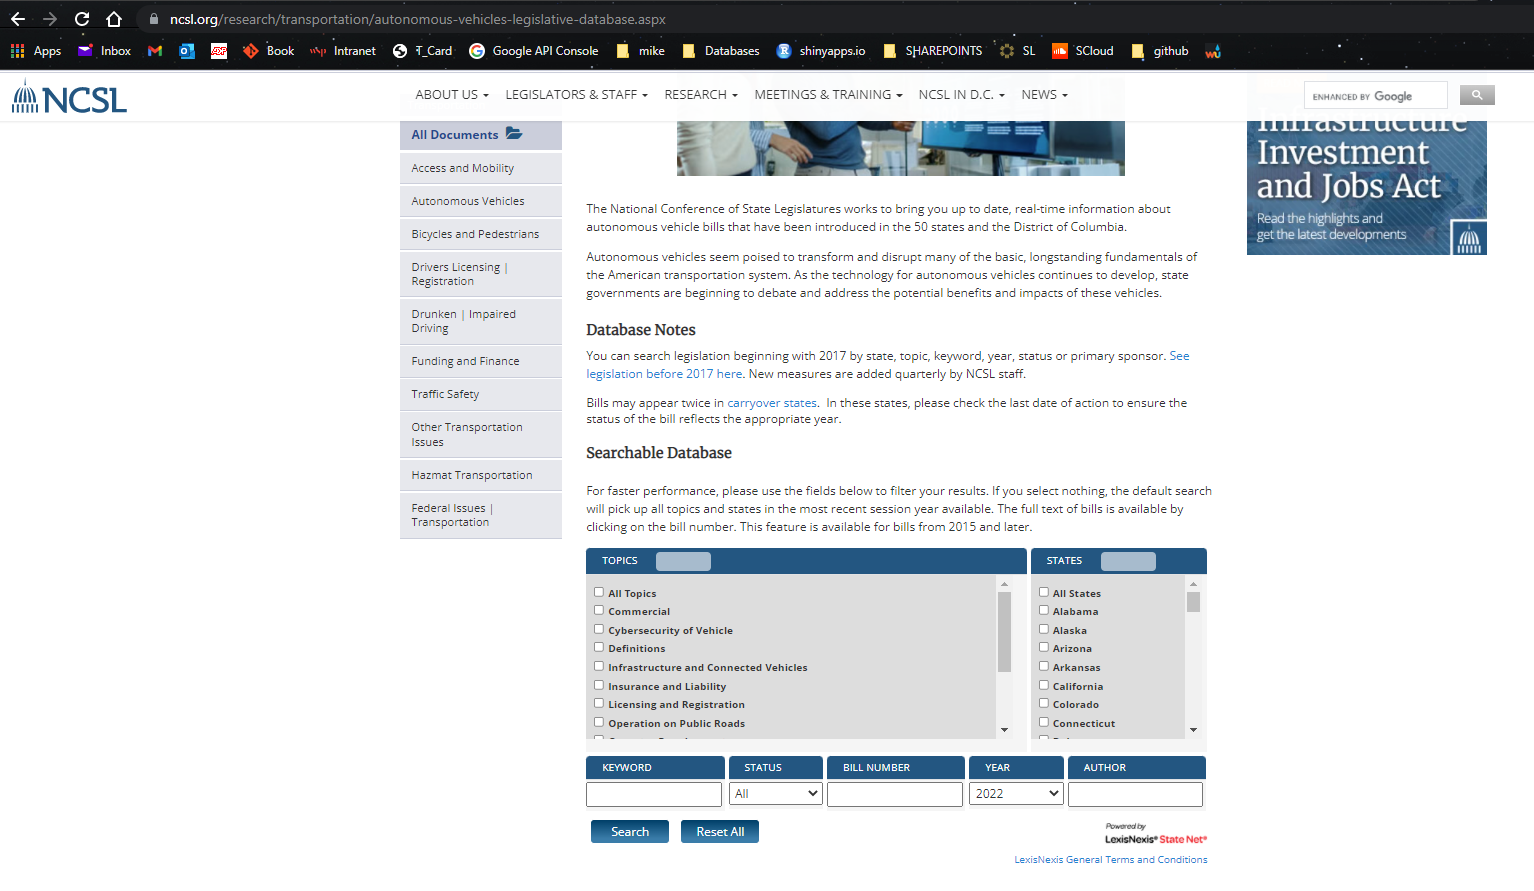 ncsl.org/research/transportation/autonomous-vehicles-legislative-database.aspx
Apps Inbox Book Intranet T_Card Google API Console mike Databases shinyapps.io SHAREPOINTS SL SCloud github
NCSL ABOUT US LEGISLATORS & STAFF RESEARCH MEETINGS & TRAINING NCSL IN D.C. NEWS ENHANCED BY Google
All Documents
Access and Mobility
Autonomous Vehicles
Bicycles and Pedestrians
Drivers Licensing |
Registration
Drunken | Impaired
Driving
Funding and Finance
Traffic Safety
Other Transportation
Issues
Hazmat Transportation
Federal Issues |
Transportation
The National Conference of State Legislatures works to bring you up to date, real-time information about
autonomous vehicle bills that have been introduced in the 50 states and the District of Columbia.
Autonomous vehicles seem poised to transform and disrupt many of the basic, longstanding fundamentals of
the American transportation system. As the technology for autonomous vehicles continues to develop, state
governments are beginning to debate and address the potential benefits and impacts of these vehicles.
Database Notes
You can search legislation beginning with 2017 by state, topic, keyword, year, status or primary sponsor. See
legislation before 2017 here. New measures are added quarterly by NCSL staff.
Bills may appear twice in carryover states. In these states, please check the last date of action to ensure the
status of the bill reflects the appropriate year.
Searchable Database
For faster performance, please use the fields below to filter your results. If you select nothing, the default search
will pick up all topics and states in the most recent session year available. The full text of bills is available by
clicking on the bill number. This feature is available for bills from 2015 and later.
TOPICS
All Topics
Commercial
Cybersecurity of Vehicle
Definitions
Infrastructure and Connected Vehicles
Insurance and Liability
Licensing and Registration
Operation on Public Roads
STATES
All States
Alabama
Alaska
Arizona
Arkansas
California
Colorado
Connecticut
KEYWORD STATUS BILL NUMBER YEAR AUTHOR
All 2022
Search Reset All
Powered by
LexisNexis® State Net®
LexisNexis General Terms and Conditions
Infrastructure
Investment
and Jobs Act
Read the highlights and
get the latest developments